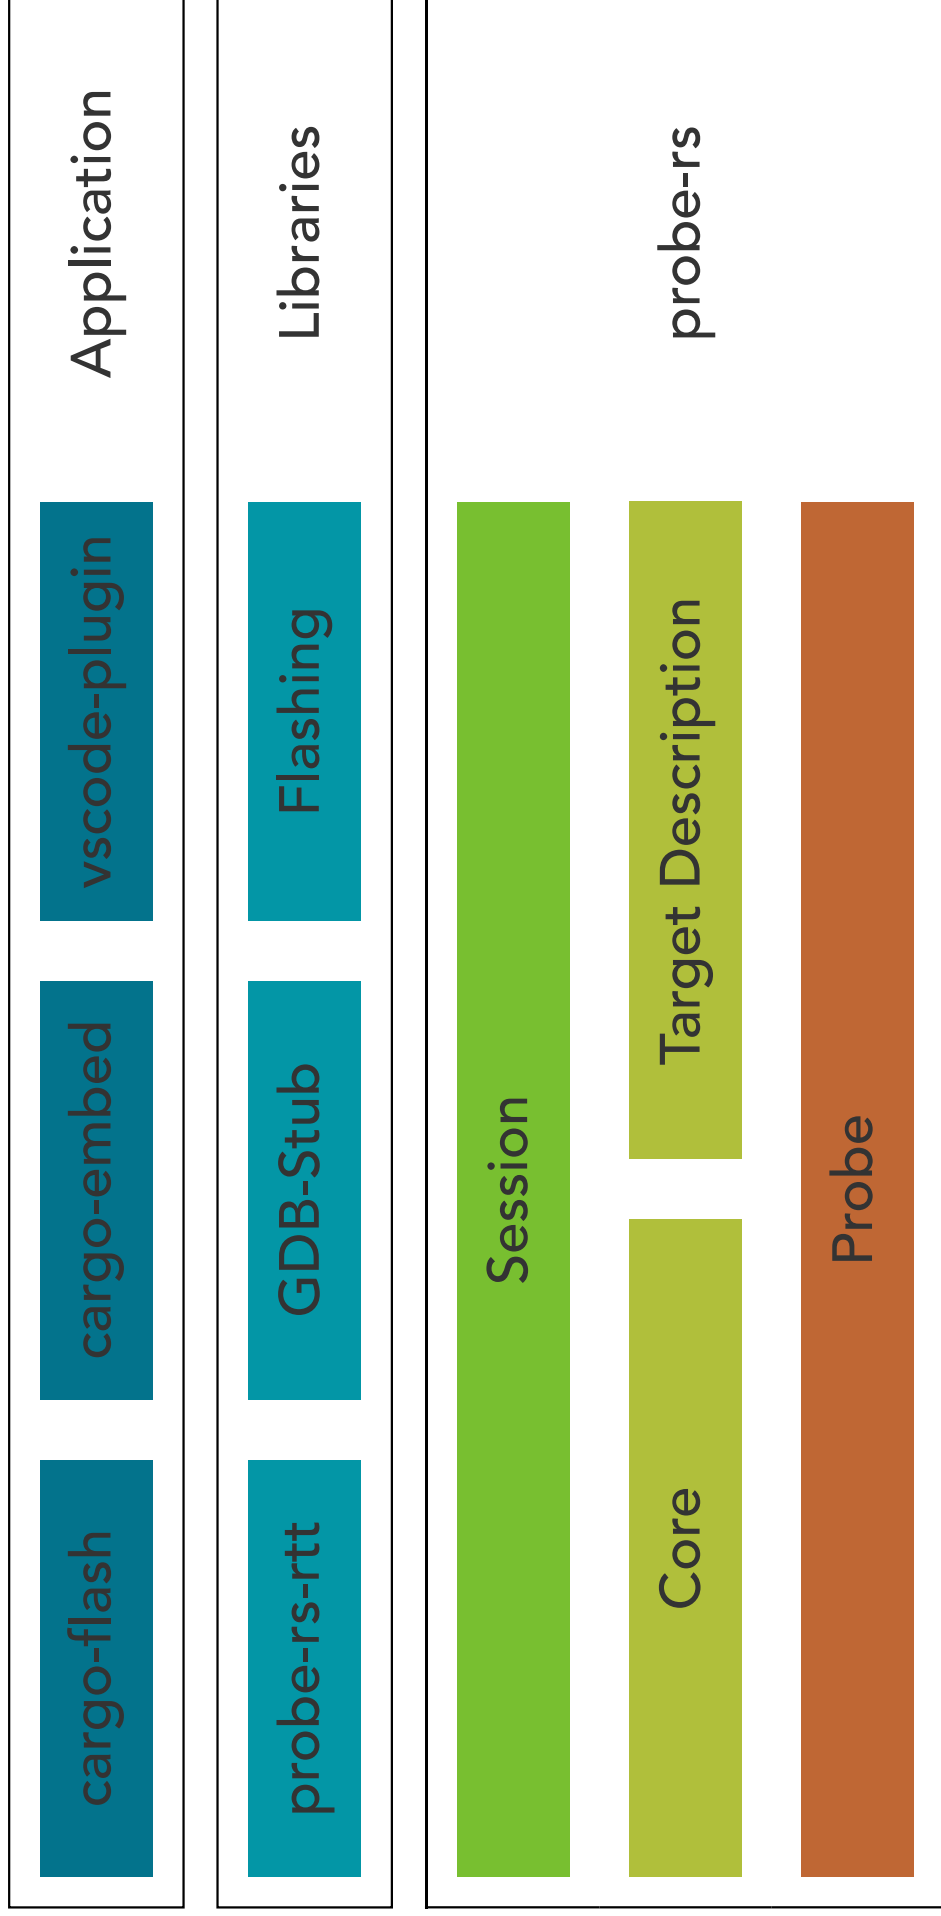 cargo-flash
cargo-embed
vscode-plugin
Application
probe-rs-rtt
GDB-Stub
Flashing
Libraries
Session
probe-rs
Core
Target Description
Probe